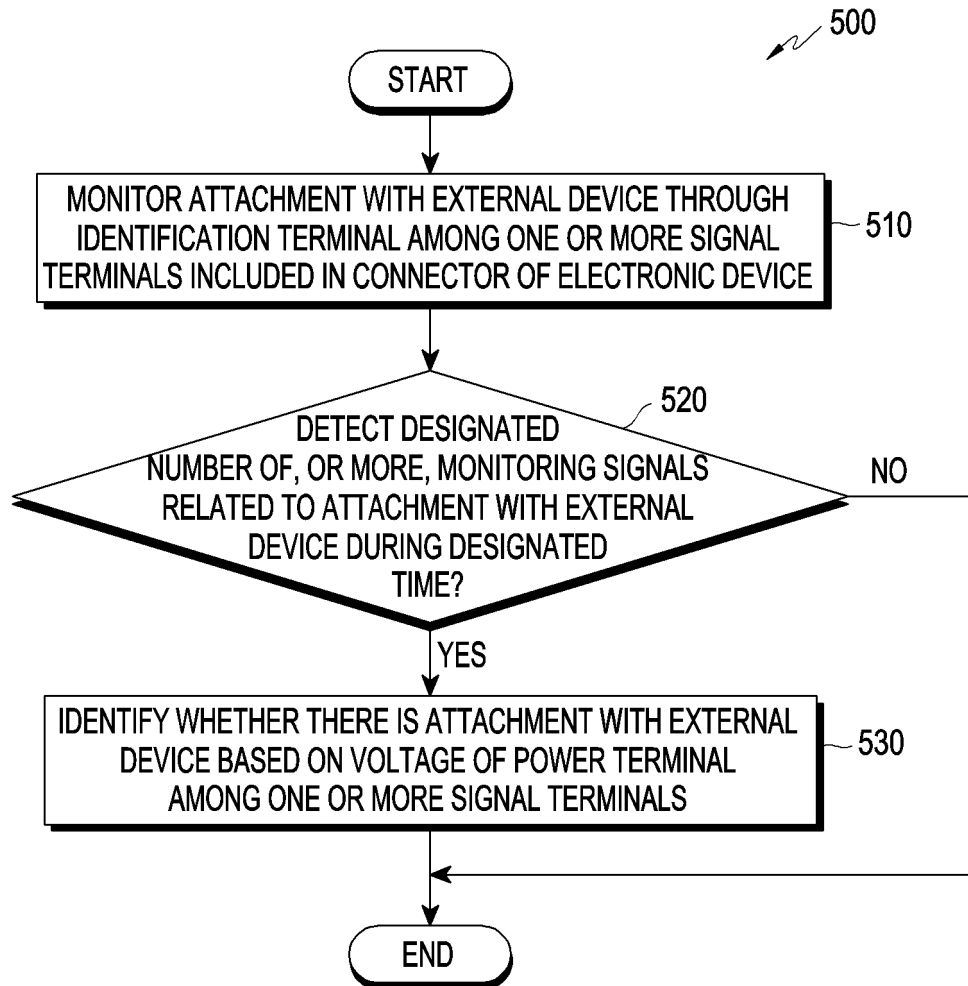 500
START
MONITOR ATTACHMENT WITH EXTERNAL DEVICE THROUGH
IDENTIFICATION TERMINAL AMONG ONE OR MORE SIGNAL
TERMINALS INCLUDED IN CONNECTOR OF ELECTRONIC DEVICE
510
520
DETECT DESIGNATED
NUMBER OF, OR MORE, MONITORING SIGNALS
RELATED TO ATTACHMENT WITH EXTERNAL
DEVICE DURING DESIGNATED
TIME?
NO
YES
IDENTIFY WHETHER THERE IS ATTACHMENT WITH EXTERNAL
DEVICE BASED ON VOLTAGE OF POWER TERMINAL
AMONG ONE OR MORE SIGNAL TERMINALS
530
END